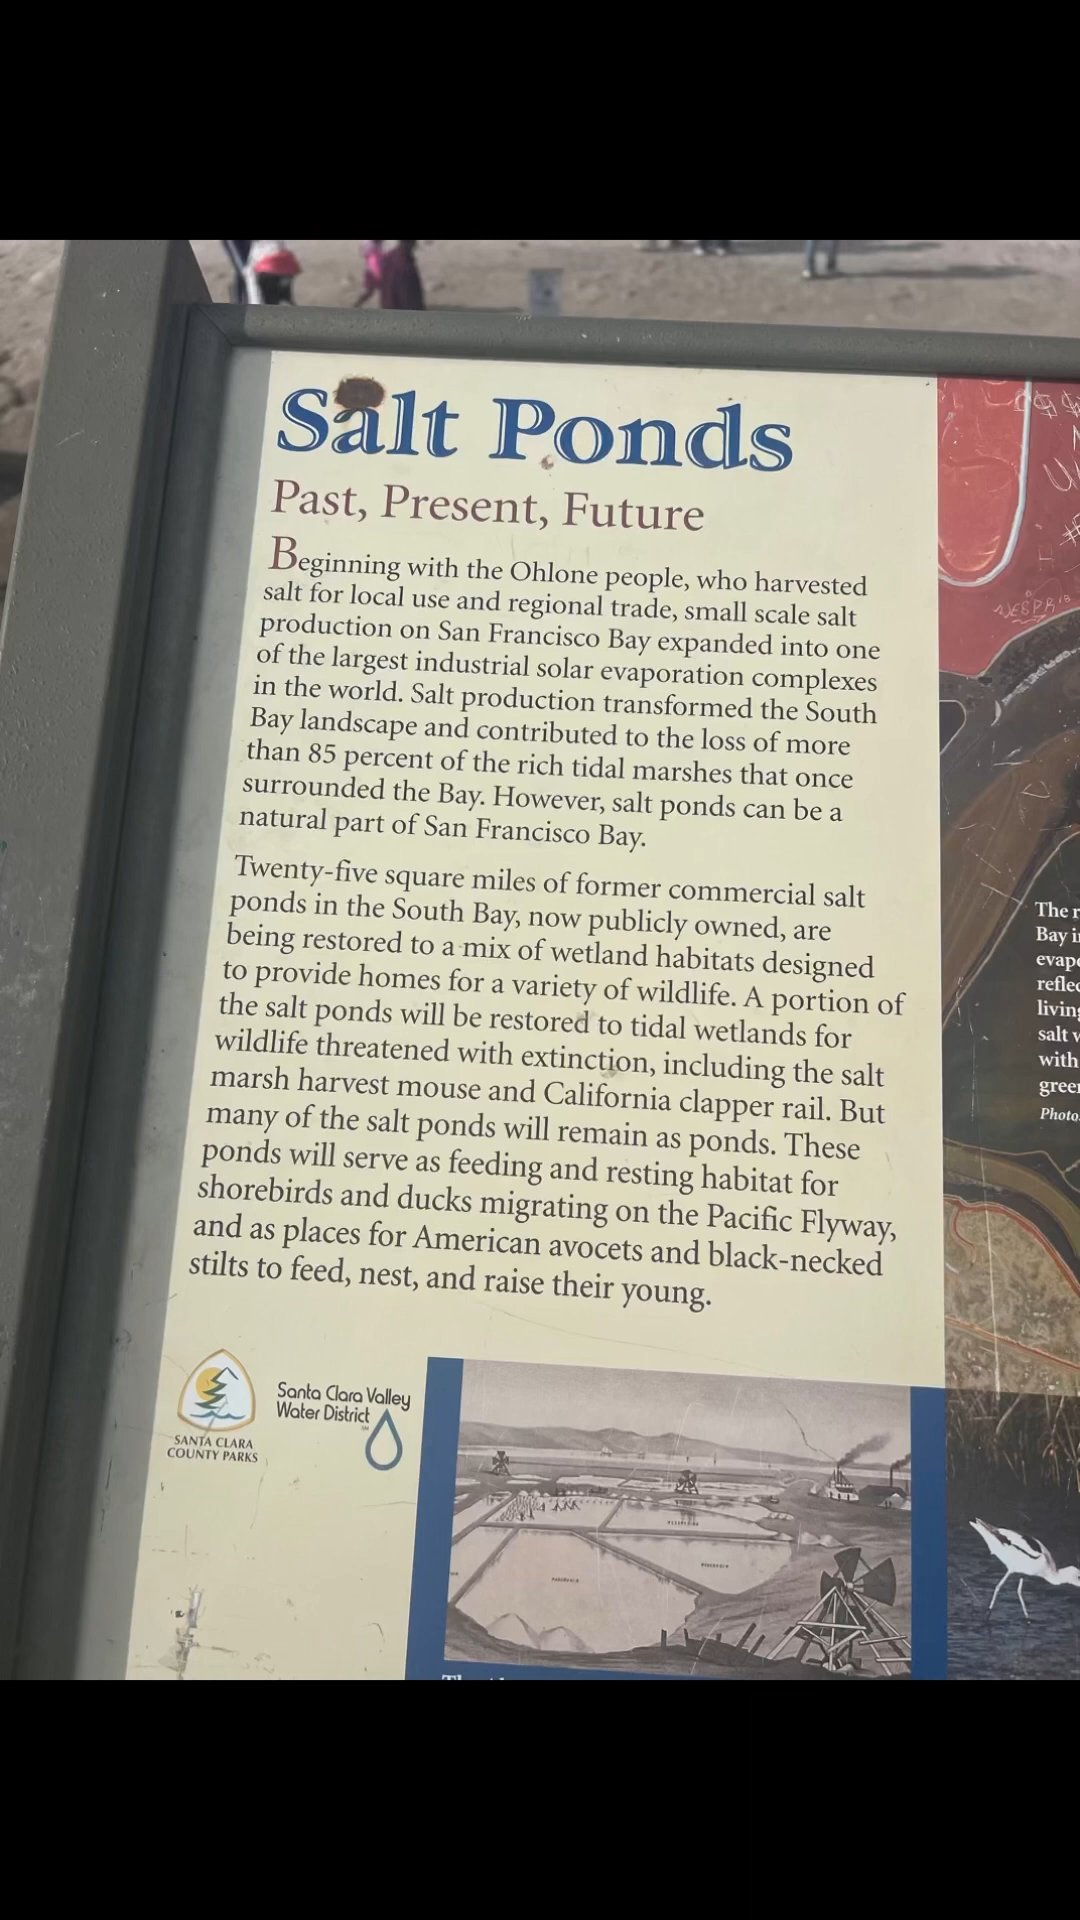 Salt Ponds
Past, Present, Future
Beginning with the Ohlone people, who harvested
salt for local use and regional trade, small scale salt
production on San Francisco Bay expanded into one
of the largest industrial solar evaporation complexes
in the world. Salt production transformed the South
Bay landscape and contributed to the loss of more
than 85 percent of the rich tidal marshes that once
surrounded the Bay. However, salt ponds can be a
natural part of San Francisco Bay.
Twenty-five square miles of former commercial salt
ponds in the South Bay, now publicly owned, are
being restored to a mix of wetland habitats designed
to provide homes for a variety of wildlife. A portion of
the salt ponds will be restored to tidal wetlands for
wildlife threatened with extinction, including the salt
marsh harvest mouse and California clapper rail. But
many of the salt ponds will remain as ponds. These
ponds will serve as feeding and resting habitat for
shorebirds and ducks migrating on the Pacific Flyway,
and as places for American avocets and black-necked
stilts to feed, nest, and raise their young.
SANTA CLARA
COUNTY PARKS
Santa Clara Valley
Water District
The
Bay
salt
with
Photo